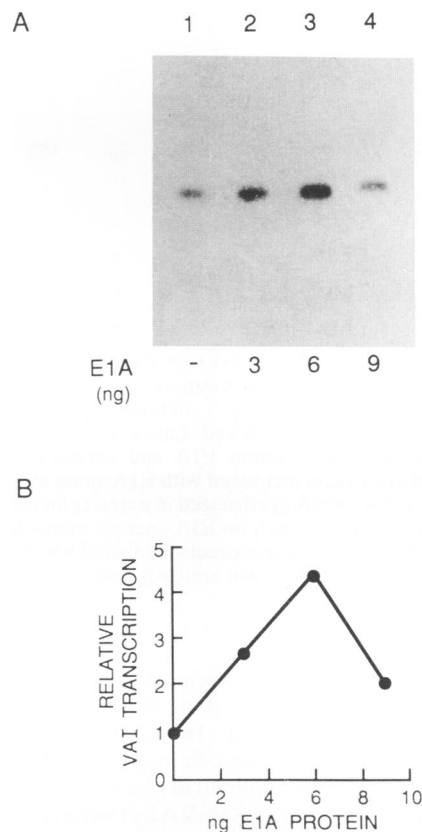 A
1 2 3 4
E1A - 3 6 9
(ng)
B
5
4
3
2
1
0
RELATIVE
VAI TRANSCRIPTION
2 4 6 8 10
ng E1A PROTEIN